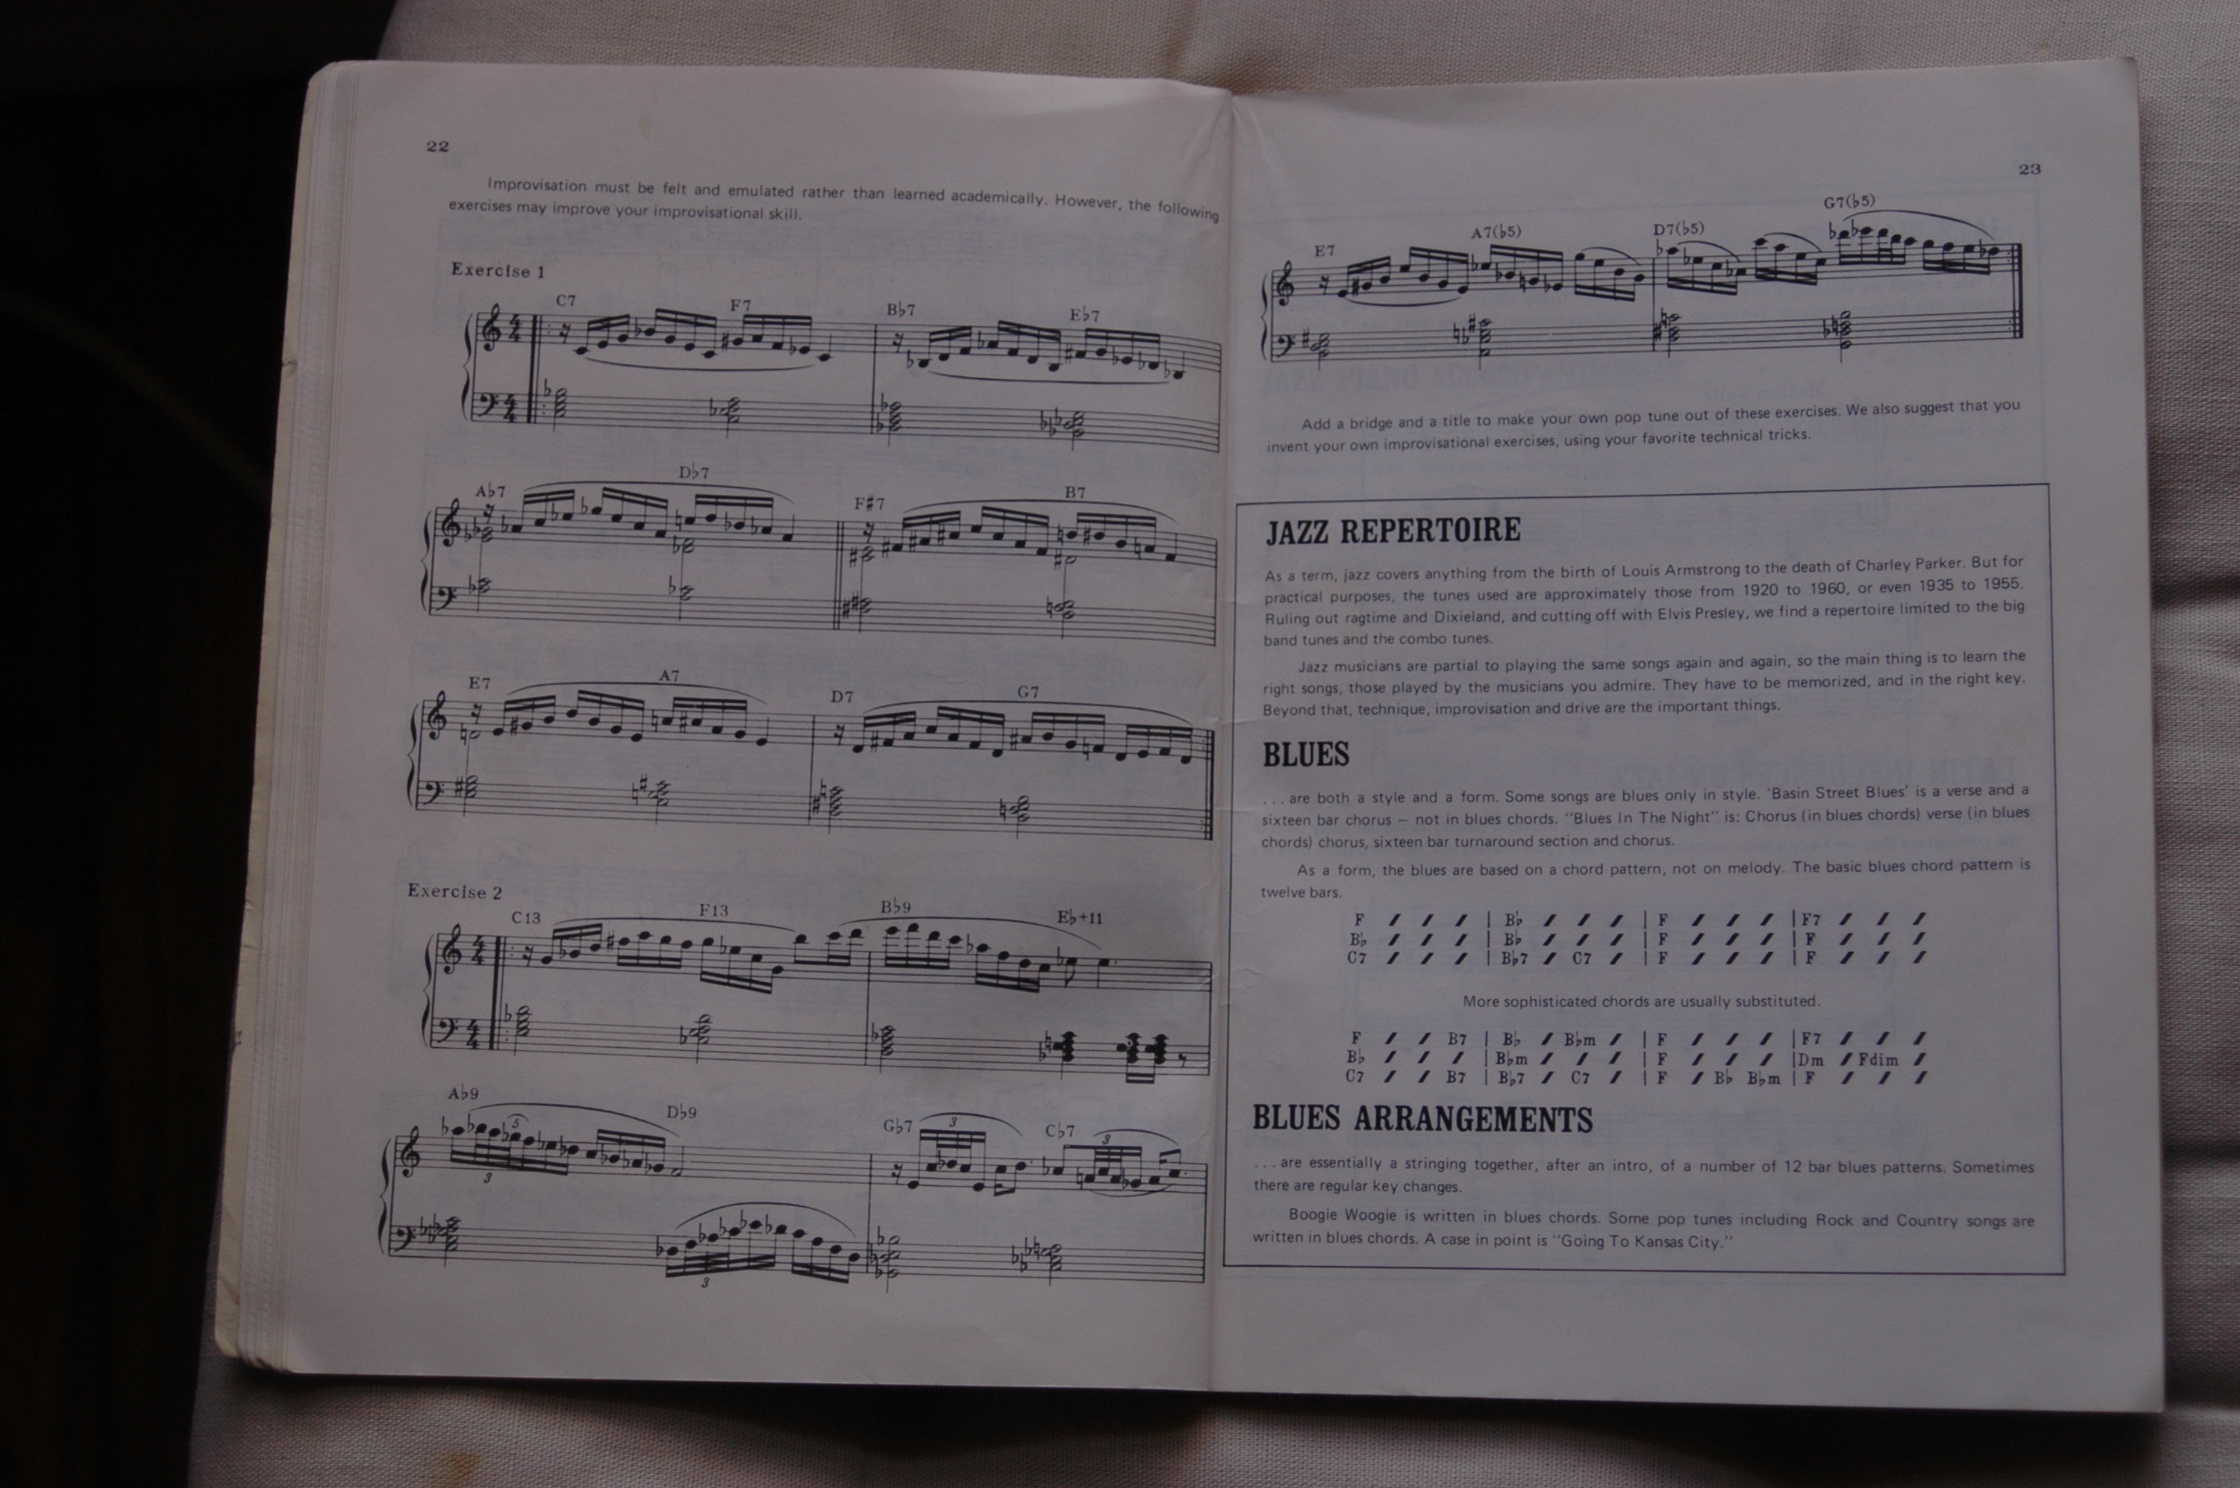 22
Improvisation must be felt and emulated rather than learned academically. However, the following
exercises may improve your improvisational skill.
Exercise 1
C7 F7 B♭7 E♭7
A♭7 D♭7 F♯7 B7
E7 A7 D7 G7
Exercise 2
C13 F13 B♭9 E♭+11
A♭9 D♭9 G♭7 C♭7
5 3 3
3 3
23
E7 A7(♭5) D7(♭5) G7(♭5)
Add a bridge and a title to make your own pop tune out of these exercises. We also suggest that you
invent your own improvisational exercises, using your favorite technical tricks.
JAZZ REPERTOIRE
As a term, jazz covers anything from the birth of Louis Armstrong to the death of Charley Parker. But for
practical purposes, the tunes used are approximately those from 1920 to 1960, or even 1935 to 1955.
Ruling out ragtime and Dixieland, and cutting off with Elvis Presley, we find a repertoire limited to the big
band tunes and the combo tunes.
Jazz musicians are partial to playing the same songs again and again, so the main thing is to learn the
right songs, those played by the musicians you admire. They have to be memorized, and in the right key.
Beyond that, technique, improvisation and drive are the important things.
BLUES
. . . are both a style and a form. Some songs are blues only in style. 'Basin Street Blues' is a verse and a
sixteen bar chorus — not in blues chords. "Blues In The Night" is: Chorus (in blues chords) verse (in blues
chords) chorus, sixteen bar turnaround section and chorus.
As a form, the blues are based on a chord pattern, not on melody. The basic blues chord pattern is
twelve bars.
F / / / | B♭ / / / | F / / / | F7 / / /
B♭ / / / | B♭ / / / | F / / / | F / / /
C7 / / / | B♭7 / C7 / | F / / / | F / / /
More sophisticated chords are usually substituted.
F / / B7 | B♭ / B♭m / | F / / / | F7 / / /
B♭ / / / | B♭m / / / | F / / / | Dm / Fdim /
C7 / / B7 | B♭7 / C7 / | F / B♭ B♭m | F / / /
BLUES ARRANGEMENTS
. . . are essentially a stringing together, after an intro, of a number of 12 bar blues patterns. Sometimes
there are regular key changes.
Boogie Woogie is written in blues chords. Some pop tunes including Rock and Country songs are
written in blues chords. A case in point is "Going To Kansas City."